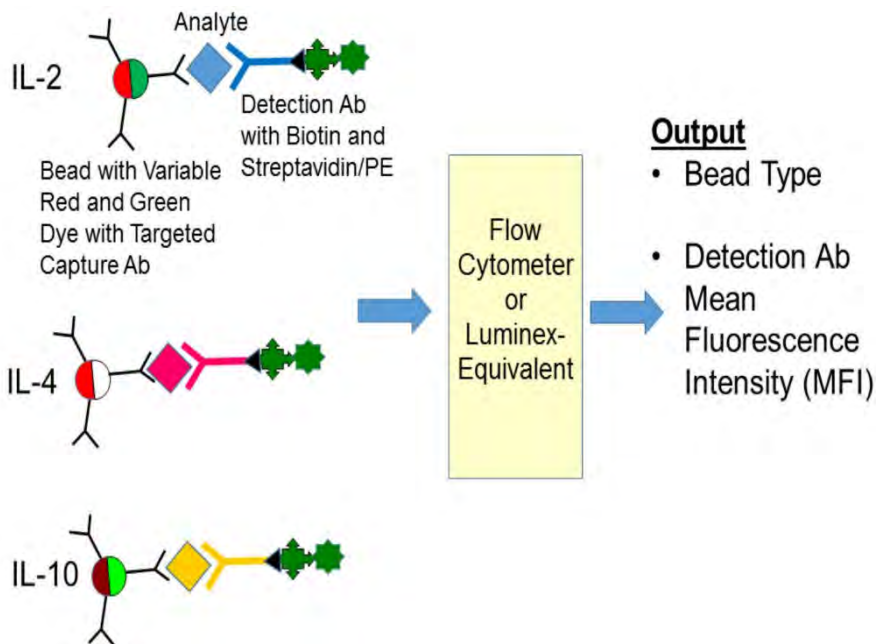 Analyte
IL-2
Detection Ab
with Biotin and
Streptavidin/PE
Bead with Variable
Red and Green
Dye with Targeted
Capture Ab
IL-4
IL-10
Flow
Cytometer
or
Luminex-
Equivalent
Output
• Bead Type
• Detection Ab
Mean
Fluorescence
Intensity (MFI)